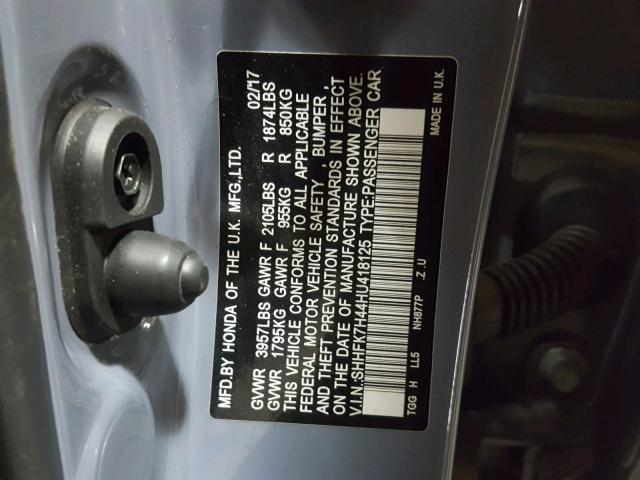 MFD.BY HONDA OF THE U.K. MFG.,LTD. 02/17
GVWR 3957LBS GAWR F 2105LBS R 1874LBS
GVWR 1795KG GAWR F 955KG R 850KG
THIS VEHICLE CONFORMS TO ALL APPLICABLE
FEDERAL MOTOR VEHICLE SAFETY, BUMPER,
AND THEFT PREVENTION STANDARDS IN EFFECT
ON THE DATE OF MANUFACTURE SHOWN ABOVE.
V.I.N.:SHHFK7H44HU418125 TYPE:PASSENGER CAR
TGG H LL5 NH877P .Z .U MADE IN U.K.